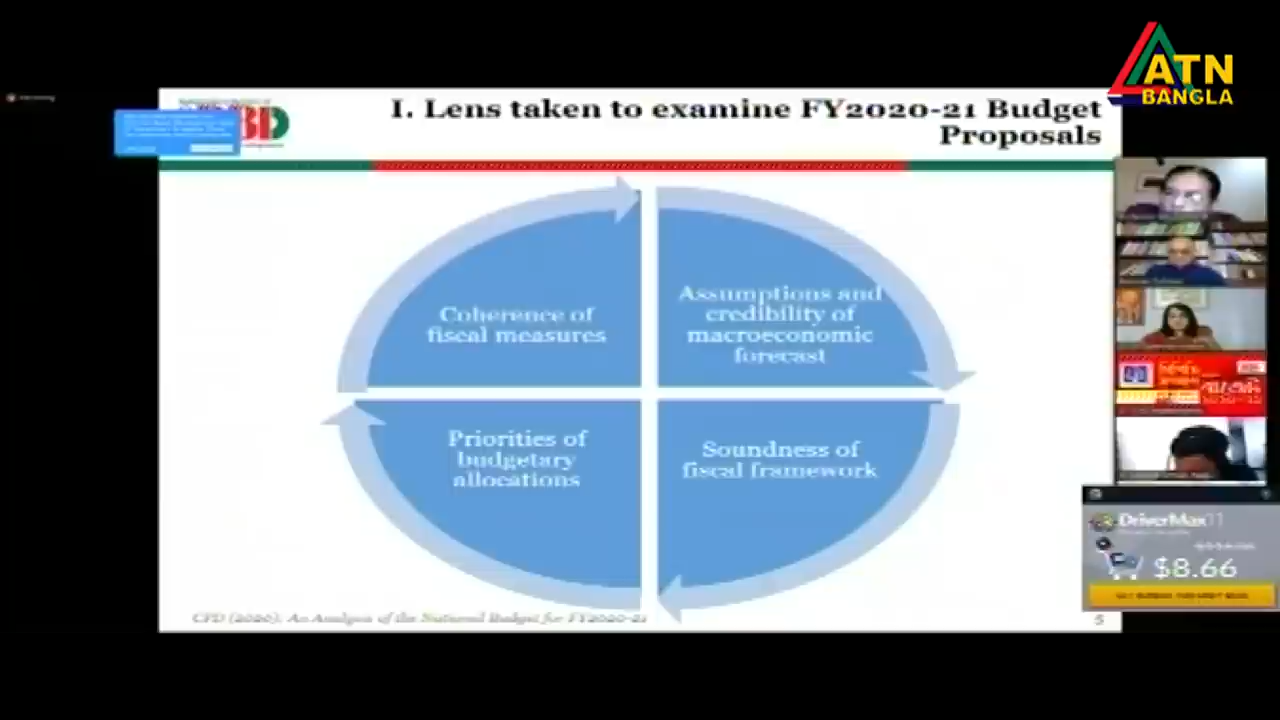 ATN
BANGLA
I. Lens taken to examine FY2020-21 Budget
Proposals
Coherence of
fiscal measures
Assumptions and
credibility of
macroeconomic
forecast
Priorities of
budgetary
allocations
Soundness of
fiscal framework
CPD (2020): An Analysis of the National Budget for FY2020-21
5
DriverMax11
$8.66